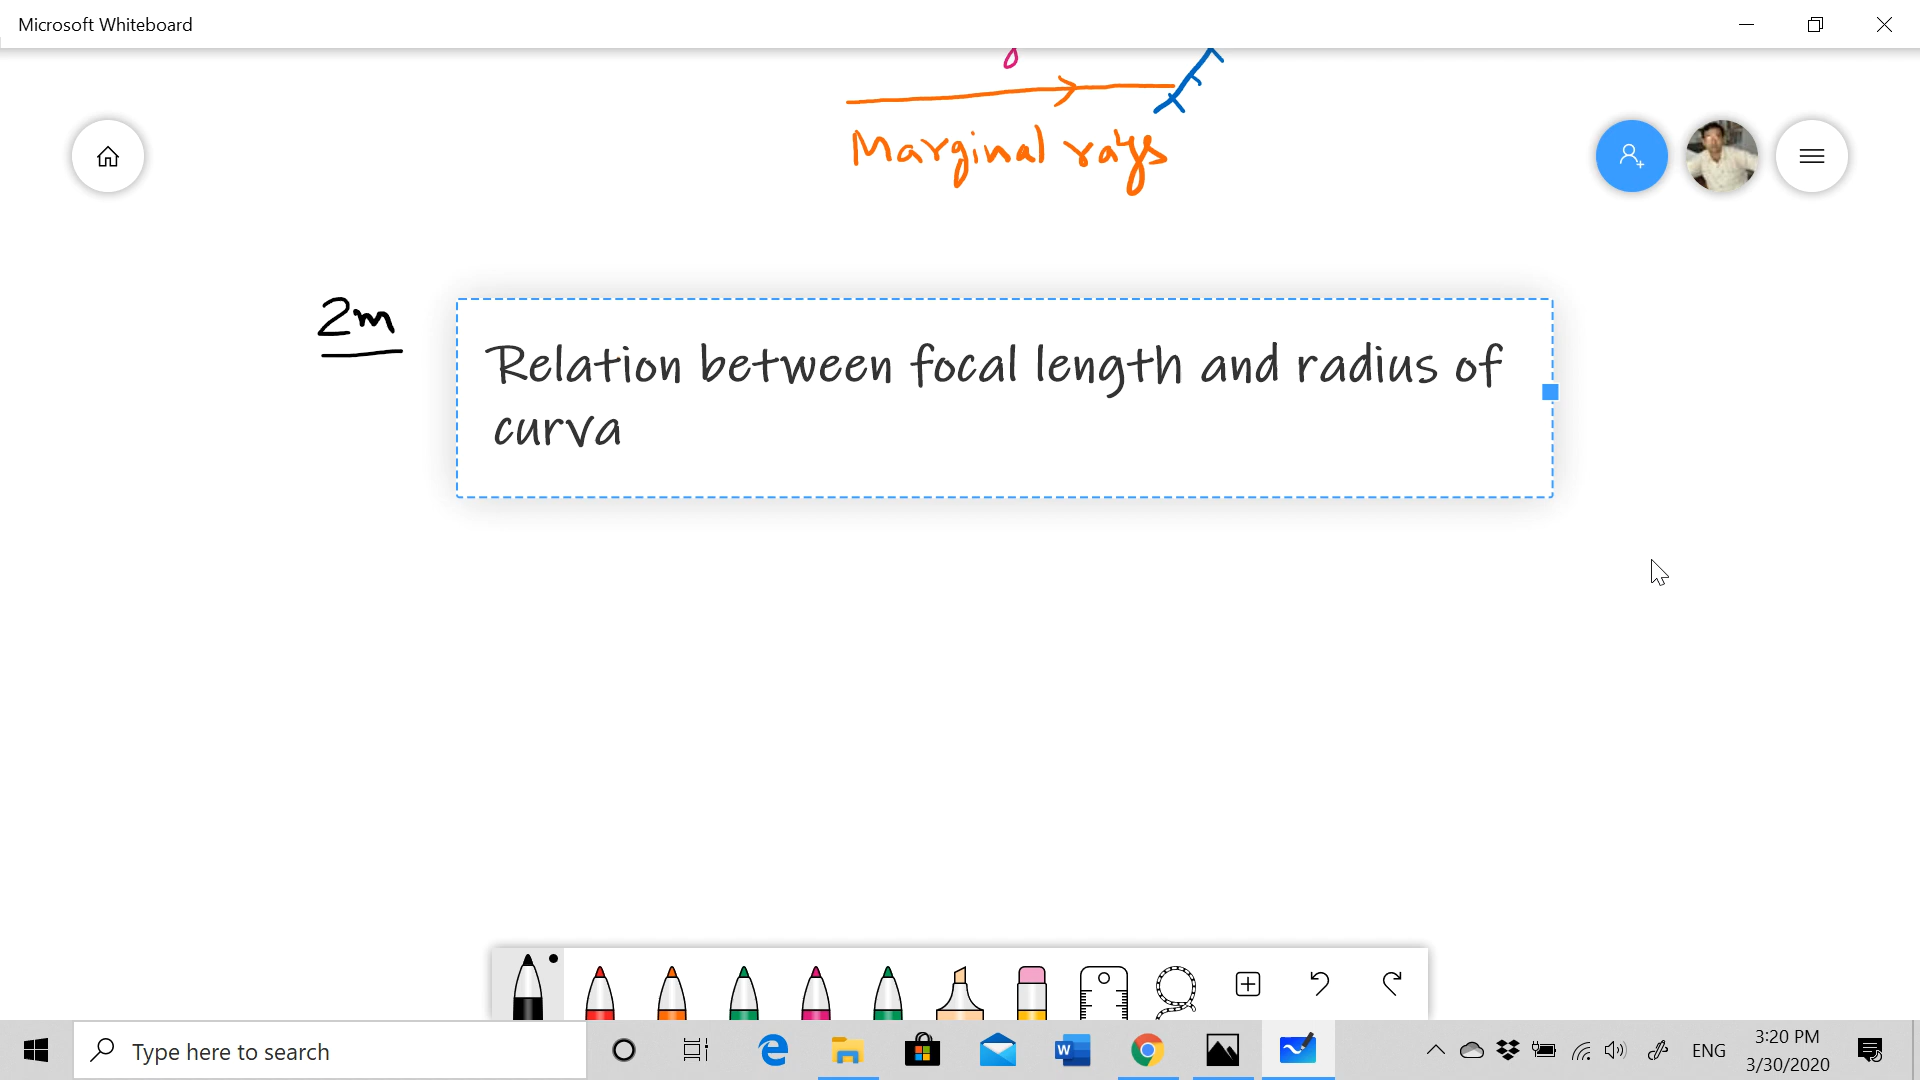 Microsoft Whiteboard
Marginal rays
2m
Relation between focal length and radius of
curva
Type here to search
ENG
3:20 PM
3/30/2020